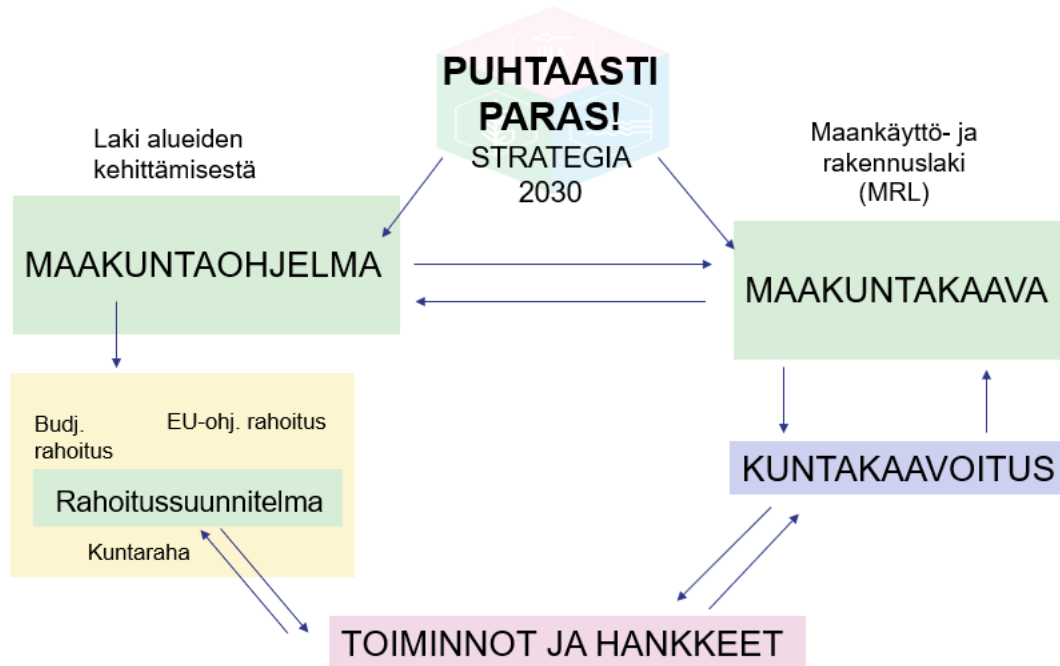 PUHTAASTI
PARAS!
STRATEGIA
2030
Laki alueiden
kehittämisestä
Maankäyttö- ja
rakennuslaki
(MRL)
MAAKUNTAOHJELMA
MAAKUNTAKAAVA
Budj.
rahoitus
EU-ohj. rahoitus
Rahoitussuunnitelma
Kuntaraha
KUNTAKAAVOITUS
TOIMINNOT JA HANKKEET